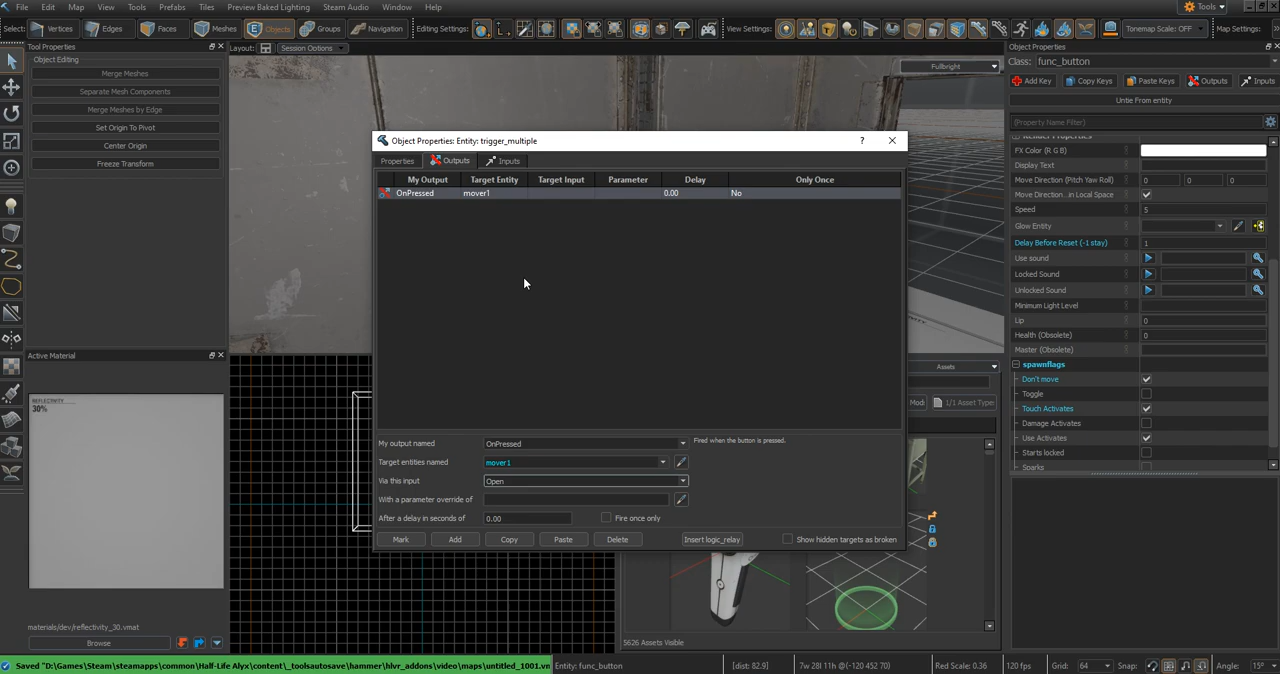 File Edit Map View Tools Prefabs Tiles Preview Baked Lighting Steam Audio Window Help Tools
Vertices Edges Faces Meshes Objects Groups Navigation Editing Settings: View Settings: Tonemap Scale: OFF Map Settings:
Tool Properties
Layout: Session Options
Object Properties
Object Editing
Merge Meshes
Separate Mesh Components
Merge Meshes by Edge
Set Origin To Pivot
Center Origin
Freeze Transform
Fullbright
Class: func_button
Add Key Copy Keys Paste Keys Outputs Inputs
Untie From entity
(Property Name Filter)
Render Properties
FX Color (R G B)
Display Text
Move Direction (Pitch Yaw Roll) 0 0 0
Move Direction ..n Local Space
Speed 5
Glow Entity
Delay Before Reset (-1 stay) 1
Use sound
Locked Sound
Unlocked Sound
Minimum Light Level
Lip 0
Health (Obsolete) 0
Master (Obsolete)
spawnflags
Don't move
Toggle
Touch Activates
Damage Activates
Use Activates
Starts locked
Sparks
Object Properties: Entity: trigger_multiple
Properties Outputs Inputs
My Output Target Entity Target Input Parameter Delay Only Once
OnPressed mover1 0.00 No
My output named OnPressed Fired when the button is pressed.
Target entities named mover1
Via this input Open
With a parameter override of
After a delay in seconds of 0.00 Fire once only
Mark Add Copy Paste Delete Insert logic_relay Show hidden targets as broken
Active Material
REFLECTIVITY
30%
materials/dev/reflectivity_30.vmat
Browse
Assets
Mod: 1/1 Asset Type:
5626 Assets Visible
Saved "D:\Games\Steam\steamapps\common\Half-Life Alyx\content\_toolsautosave\hammer\hlvr_addons\video\maps\untitled_1001.vm Entity: func_button [dist: 82.9] 7w 28l 11h @(-120 452 70) Red Scale: 0.36 120 fps Grid: 64 Snap: Angle: 15°